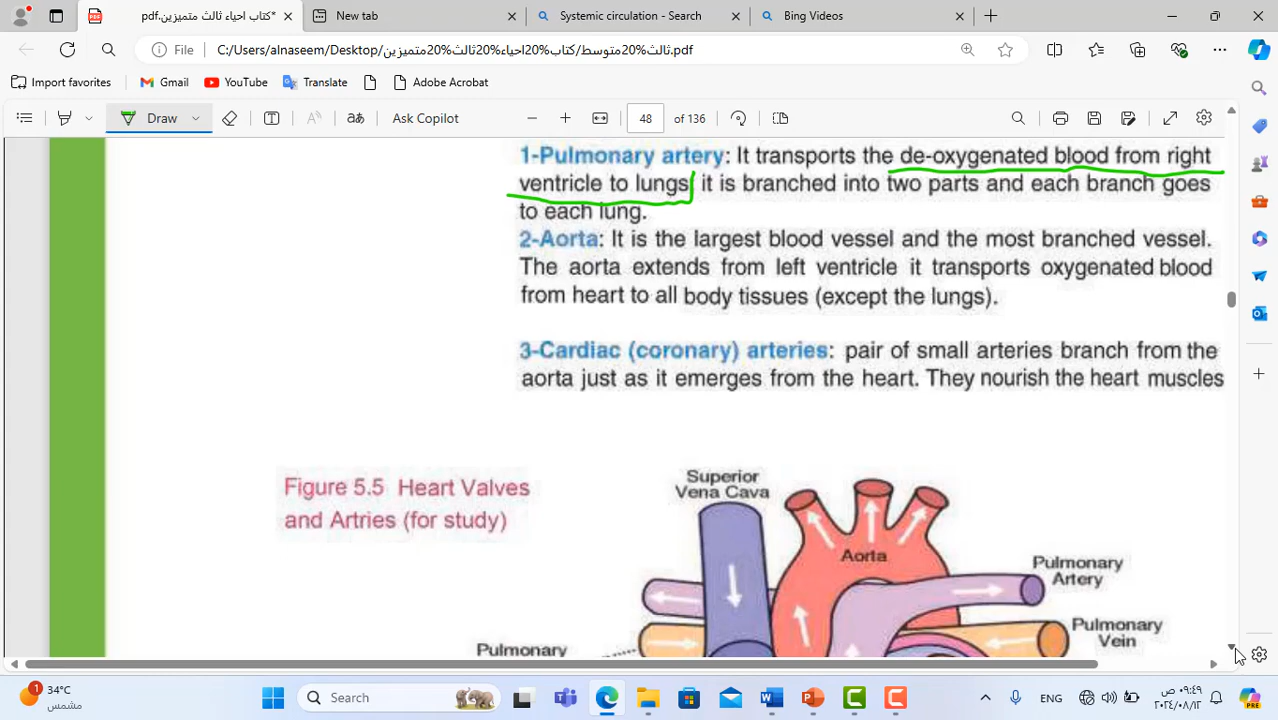 كتاب احياء ثالث متميزين.pdf*
New tab
Systemic circulation - Search
Bing Videos
File
C:/Users/alnaseem/Desktop/ثالث%20متوسط/كتاب%20احياء%20ثالث%20متميزين.pdf
Import favorites
Gmail
YouTube
Translate
Adobe Acrobat
Draw
Ask Copilot
48 of 136
1-Pulmonary artery: It transports the de-oxygenated blood from right
ventricle to lungs it is branched into two parts and each branch goes
to each lung.
2-Aorta: It is the largest blood vessel and the most branched vessel.
The aorta extends from left ventricle it transports oxygenated blood
from heart to all body tissues (except the lungs).
3-Cardiac (coronary) arteries: pair of small arteries branch from the
aorta just as it emerges from the heart. They nourish the heart muscles
Figure 5.5 Heart Valves
and Artries (for study)
Superior
Vena Cava
Aorta
Pulmonary
Artery
Pulmonary
Vein
Pulmonary
1
34°C
مشمس
Search
ENG
٠٩:٤٩ ص
٢٠٢٤/٠٨/١٢
PRE